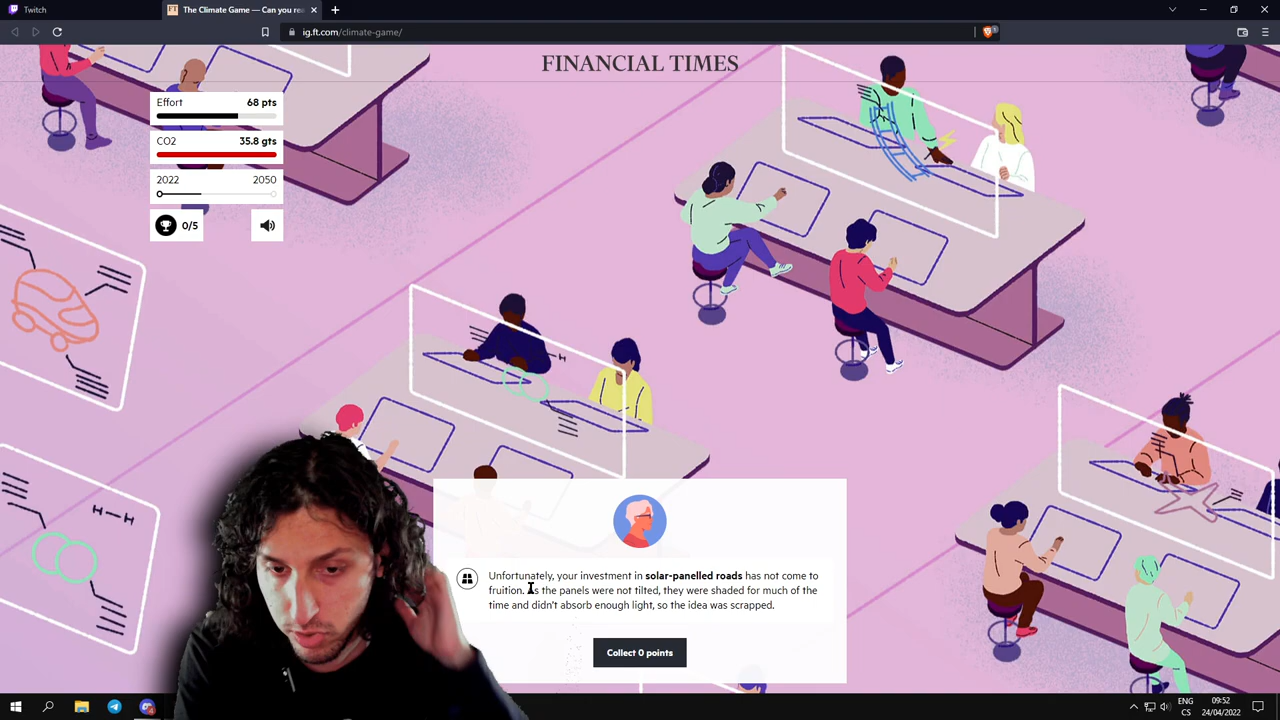 Twitch
The Climate Game — Can you rea
ig.ft.com/climate-game/
FINANCIAL TIMES
Effort 68 pts
CO2 35.8 gts
2022 2050
0/5
H—H
Unfortunately, your investment in solar-panelled roads has not come to
fruition. As the panels were not tilted, they were shaded for much of the
time and didn't absorb enough light, so the idea was scrapped.
Collect 0 points
ENG 09:52
CS 24/04/2022